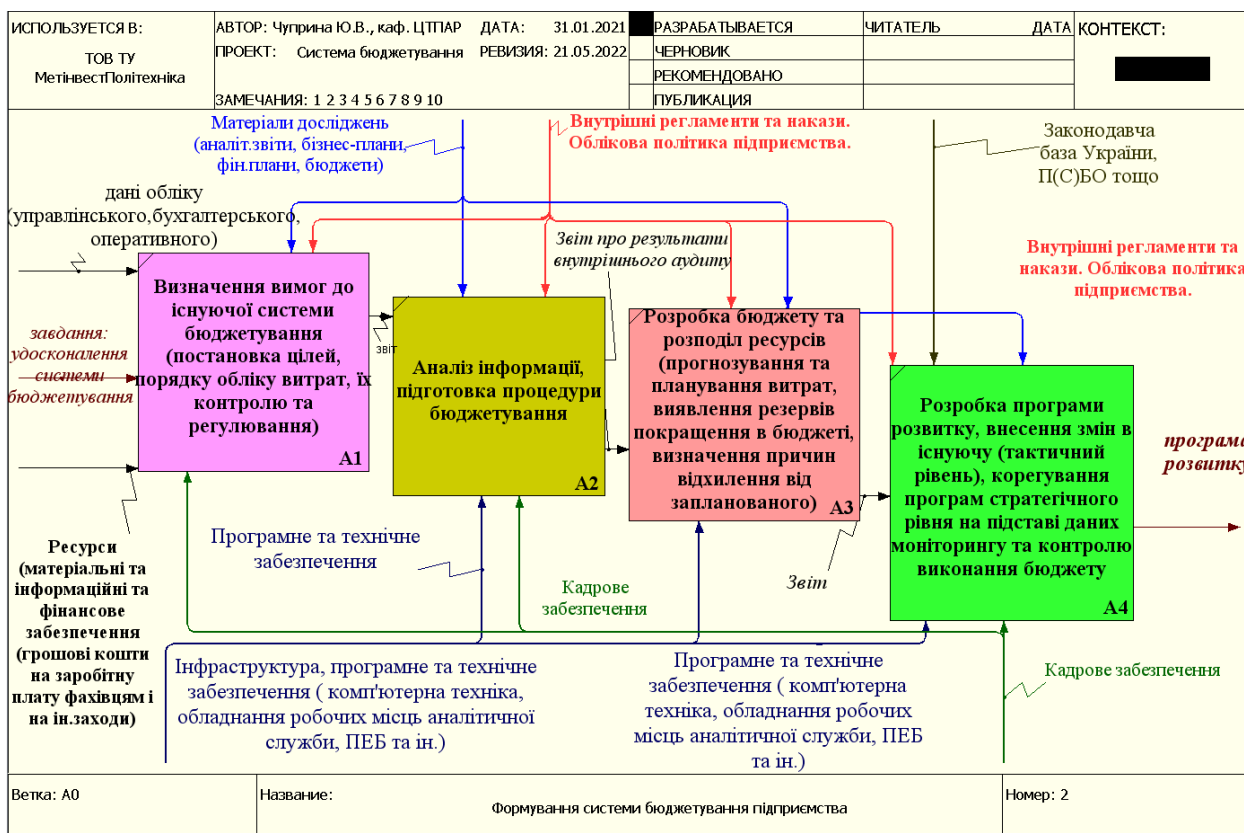 ИСПОЛЬЗУЕТСЯ В:
ТОВ ТУ
МетінвестПолітехніка
АВТОР: Чуприна Ю.В., каф. ЦТПАР ДАТА: 31.01.2021
ПРОЕКТ: Система бюджетування РЕВИЗИЯ: 21.05.2022
ЗАМЕЧАНИЯ: 1 2 3 4 5 6 7 8 9 10
РАЗРАБАТЫВАЕТСЯ
ЧЕРНОВИК
РЕКОМЕНДОВАНО
ПУБЛИКАЦИЯ
ЧИТАТЕЛЬ ДАТА
КОНТЕКСТ:
Матеріали досліджень
(аналіт.звіти, бізнес-плани,
фін.плани, бюджети)
Внутрішні регламенти та накази.
Облікова політика підприємства.
Законодавча
база України,
П(С)БО тощо
дані обліку
(управлінського,бухгалтерського,
оперативного)
Звіт про результати
внутрішнього аудиту
Внутрішні регламенти та
накази. Облікова політика
підприємства.
завдання:
удосконалення
системи
бюджетування
Визначення вимог до
існуючої системи
бюджетування
(постановка цілей,
порядку обліку витрат, їх
контролю та
регулювання)
A1
звіт
Аналіз інформації,
підготовка процедури
бюджетування
A2
Розробка бюджету та
розподіл ресурсів
(прогнозування та
планування витрат,
виявлення резервів
покращення в бюджеті,
визначення причин
відхилення від
запланованого)
A3
Розробка програми
розвитку, внесення змін в
існуючу (тактичний
рівень), корегування
програм стратегічного
рівня на підставі даних
моніторингу та контролю
виконання бюджету
A4
програма
розвитку
Ресурси
(матеріальні та
інформаційні та
фінансове
забезпечення
(грошові кошти
на заробітну
плату фахівцям і
на ін.заходи)
Програмне та технічне
забезпечення
Кадрове
забезпечення
Звіт
Інфраструктура, програмне та технічне
забезпечення ( комп'ютерна техніка,
обладнання робочих місць аналітичної
служби, ПЕБ та ін.)
Програмне та технічне
забезпечення ( комп'ютерна
техніка, обладнання робочих
місць аналітичної служби, ПЕБ
та ін.)
Кадрове забезпечення
Ветка: A0
Название:
Формування системи бюджетування підприємства
Номер: 2